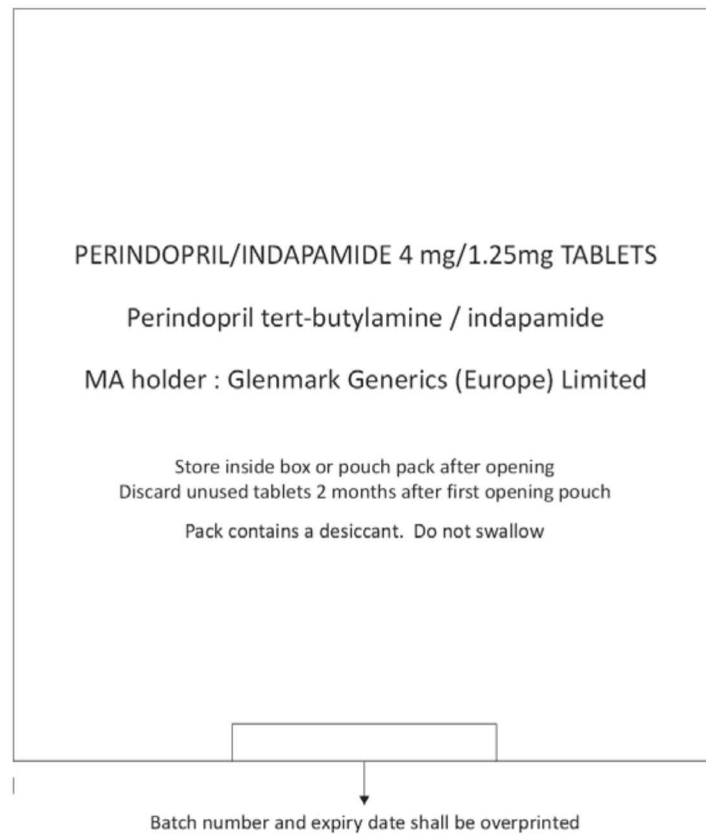 PERINDOPRIL/INDAPAMIDE 4 mg/1.25mg TABLETS
Perindopril tert-butylamine / indapamide
MA holder : Glenmark Generics (Europe) Limited
Store inside box or pouch pack after opening
Discard unused tablets 2 months after first opening pouch
Pack contains a desiccant.  Do not swallow
Batch number and expiry date shall be overprinted